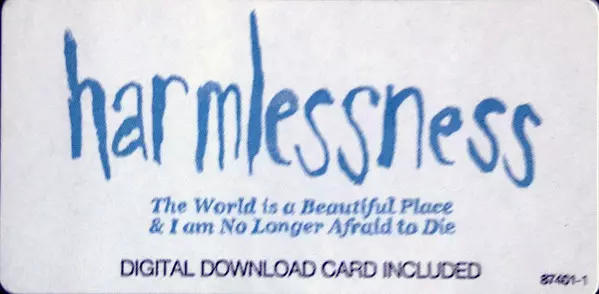 harmlessness
The World is a Beautiful Place
& I am No Longer Afraid to Die
DIGITAL DOWNLOAD CARD INCLUDED
87401-1